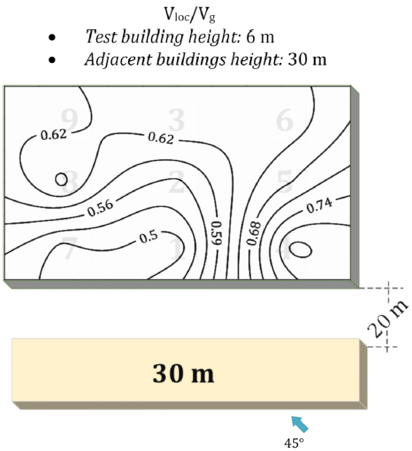 Vloc/Vg
• Test building height: 6 m
• Adjacent buildings height: 30 m
9 3 6
0.62 0.62
8 2 5
0.56 0.74
0.5 0.59 0.68
7 1 4
20 m
30 m
45°